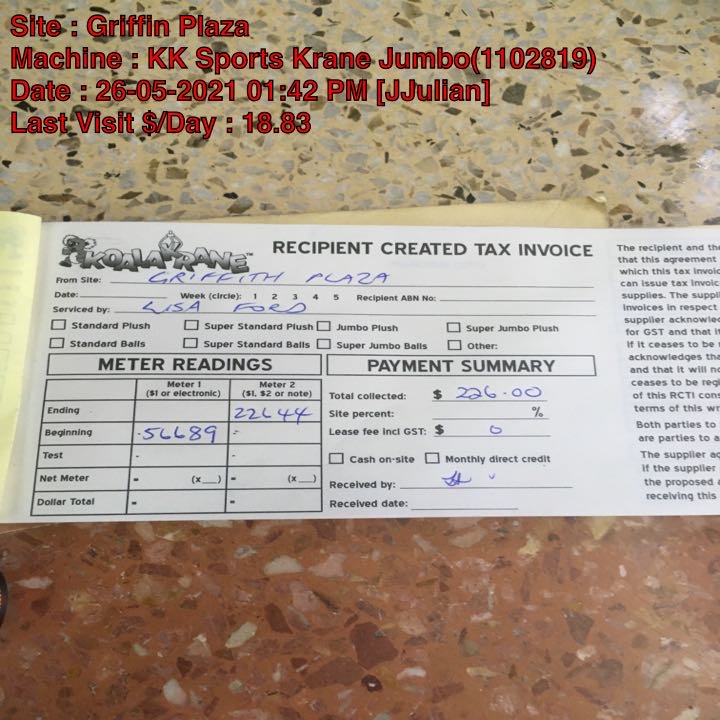 Site : Griffin Plaza
Machine : KK Sports Krane Jumbo(1102819)
Date : 26-05-2021 01:42 PM [JJulian]
Last Visit $/Day : 18.83
KOALA KRANE™
RECIPIENT CREATED TAX INVOICE
From Site: GRIFFITH PLAZA
Date: Week (circle): 1 2 3 4 5 Recipient ABN No:
Serviced by: LISA FORD
Standard Plush Super Standard Plush Jumbo Plush Super Jumbo Plush
Standard Balls Super Standard Balls Super Jumbo Balls Other:
METER READINGS
Meter 1 ($1 or electronic) Meter 2 ($1, $2 or note)
Ending 22644
Beginning 56689 -
Test - -
Net Meter = (x__) = (x__)
Dollar Total = =
PAYMENT SUMMARY
Total collected: $ 226.00
Site percent: %
Lease fee incl GST: $ 0
Cash on-site Monthly direct credit
Received by:
Received date:
The recipient and the
that this agreement
which this tax invoic
can issue tax invoic
supplies. The suppl
invoices in respect
supplier acknowled
for GST and that it
if it ceases to be
acknowledges tha
and that it will no
ceases to be regi
of this RCTI cons
terms of this wr
Both parties to
are parties to a
The supplier ag
if the supplier
the proposed a
receiving this